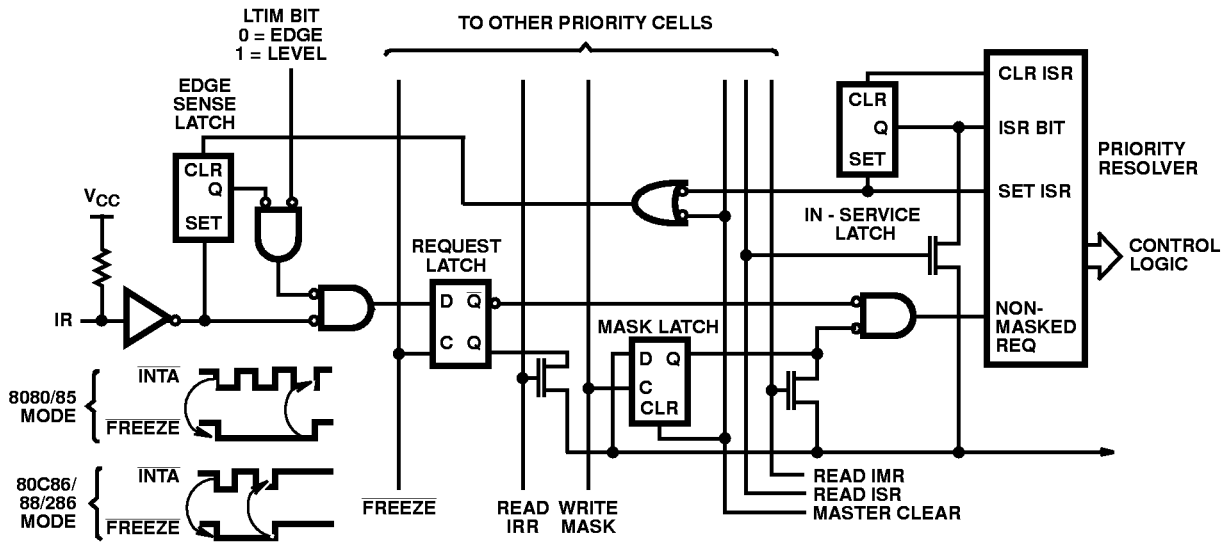 LTIM BIT
0 = EDGE
1 = LEVEL
TO OTHER PRIORITY CELLS
EDGE
SENSE
LATCH
CLR
Q
SET
VCC
IR
REQUEST
LATCH
D Q̅
C Q
MASK LATCH
D Q
C
CLR
CLR
Q
SET
IN - SERVICE
LATCH
CLR ISR
ISR BIT
SET ISR
NON-
MASKED
REQ
PRIORITY
RESOLVER
CONTROL
LOGIC
8080/85
MODE
INTA
FREEZE
80C86/
88/286
MODE
INTA
FREEZE
FREEZE
READ
IRR
WRITE
MASK
READ IMR
READ ISR
MASTER CLEAR